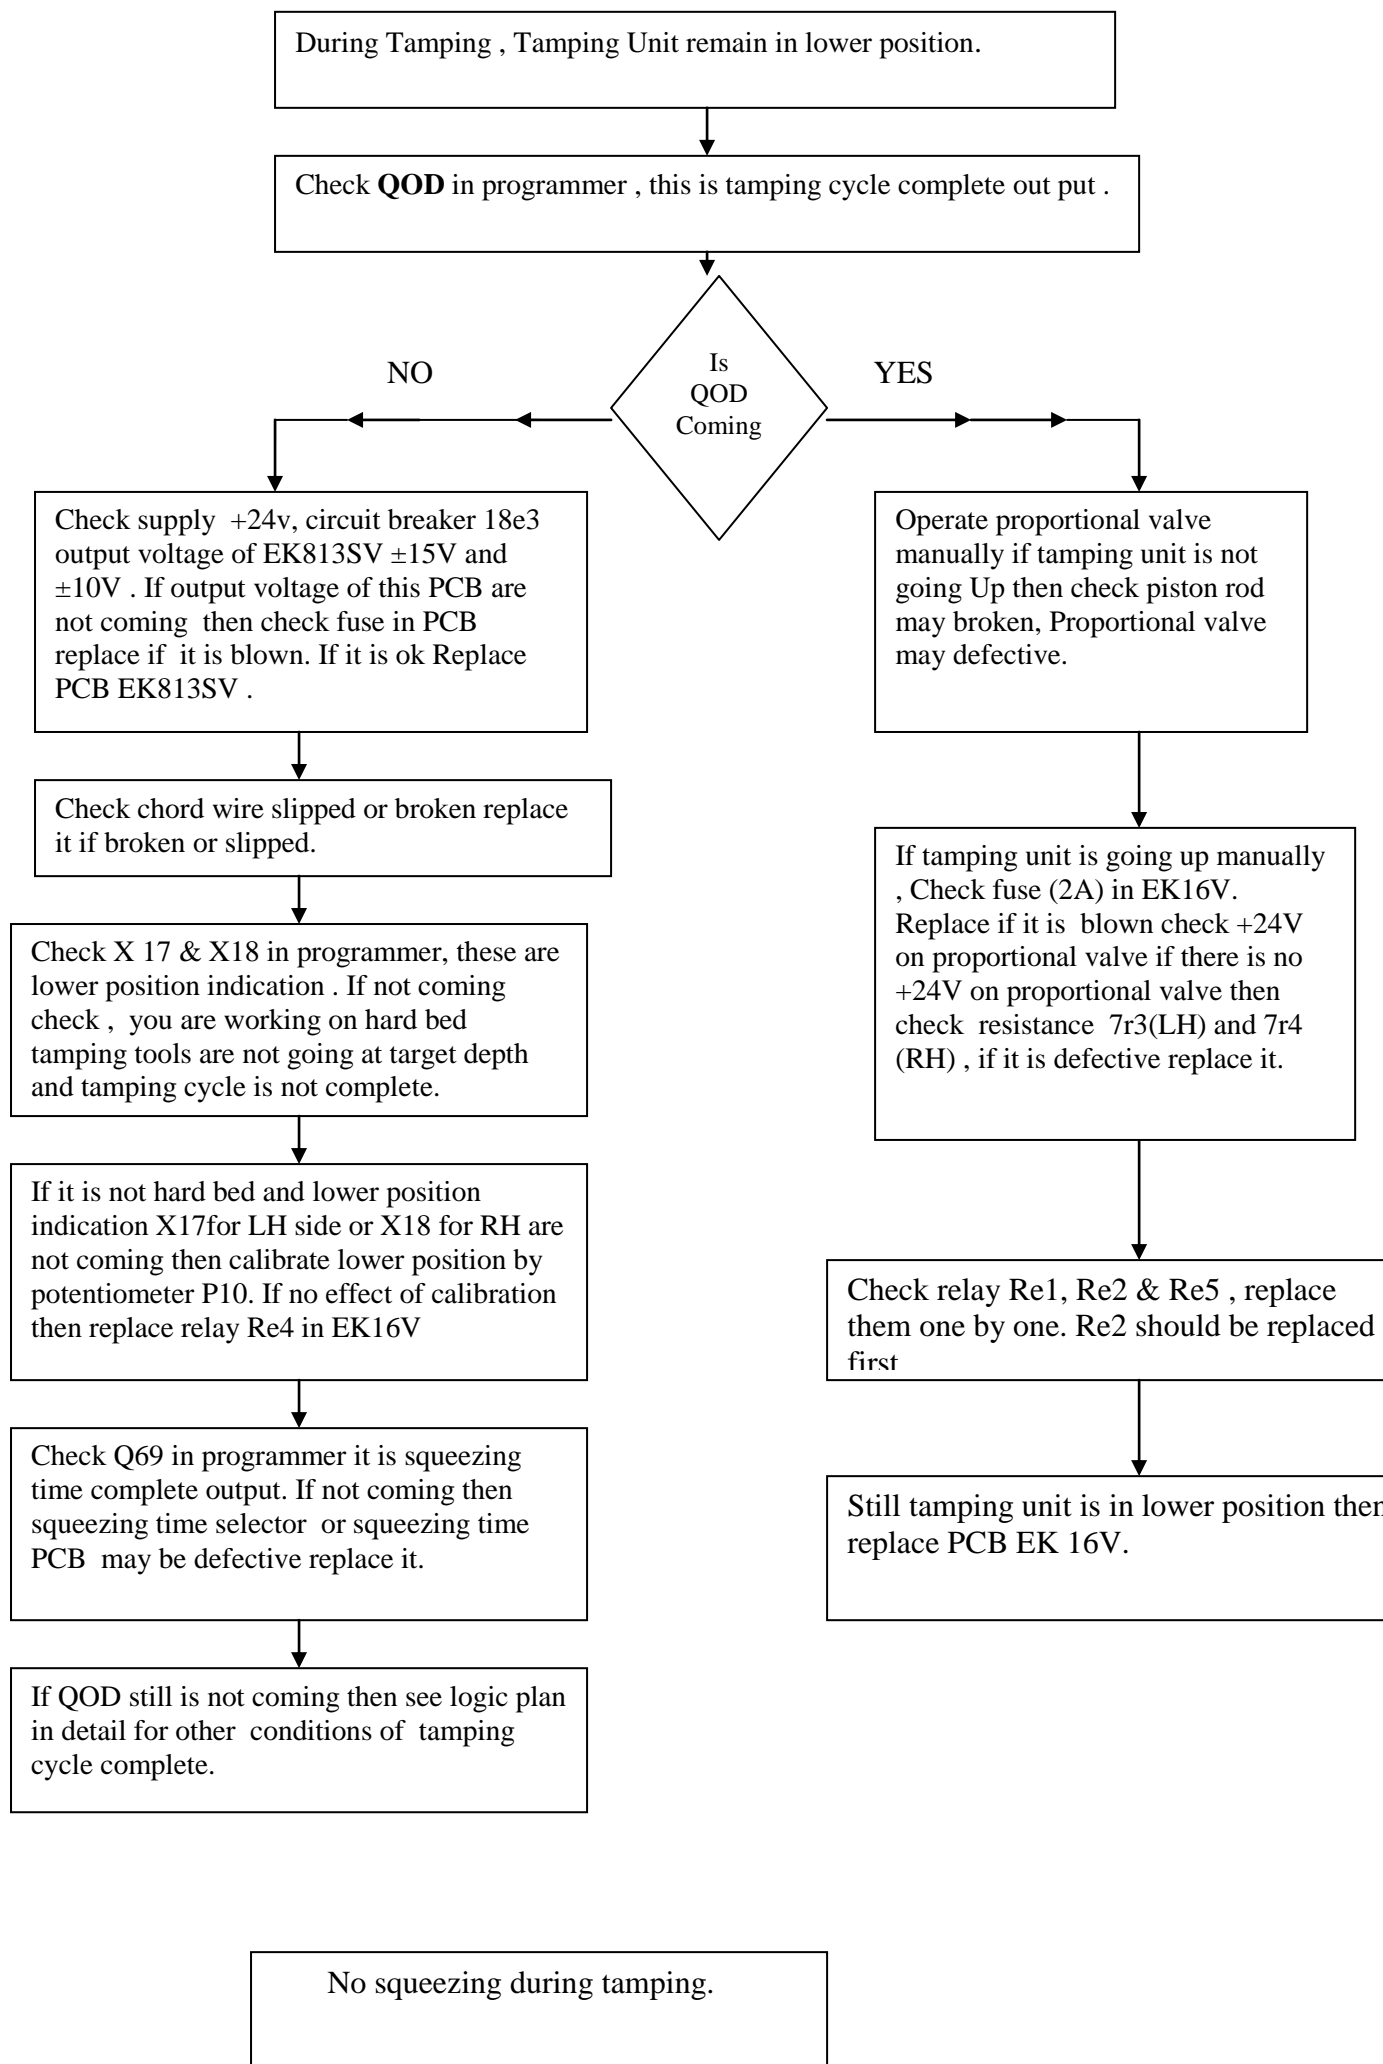 During Tamping , Tamping Unit remain in lower position.
Check QOD in programmer , this is tamping cycle complete out put .
Is
QOD
Coming
NO
YES
Check supply +24v, circuit breaker 18e3
output voltage of EK813SV ±15V and
±10V . If output voltage of this PCB are
not coming then check fuse in PCB
replace if it is blown. If it is ok Replace
PCB EK813SV .
Check chord wire slipped or broken replace
it if broken or slipped.
Check X 17 & X18 in programmer, these are
lower position indication . If not coming
check , you are working on hard bed
tamping tools are not going at target depth
and tamping cycle is not complete.
If it is not hard bed and lower position
indication X17for LH side or X18 for RH are
not coming then calibrate lower position by
potentiometer P10. If no effect of calibration
then replace relay Re4 in EK16V
Check Q69 in programmer it is squeezing
time complete output. If not coming then
squeezing time selector or squeezing time
PCB may be defective replace it.
If QOD still is not coming then see logic plan
in detail for other conditions of tamping
cycle complete.
Operate proportional valve
manually if tamping unit is not
going Up then check piston rod
may broken, Proportional valve
may defective.
If tamping unit is going up manually
, Check fuse (2A) in EK16V.
Replace if it is blown check +24V
on proportional valve if there is no
+24V on proportional valve then
check resistance 7r3(LH) and 7r4
(RH) , if it is defective replace it.
Check relay Re1, Re2 & Re5 , replace
them one by one. Re2 should be replaced
first
Still tamping unit is in lower position then
replace PCB EK 16V.
No squeezing during tamping.